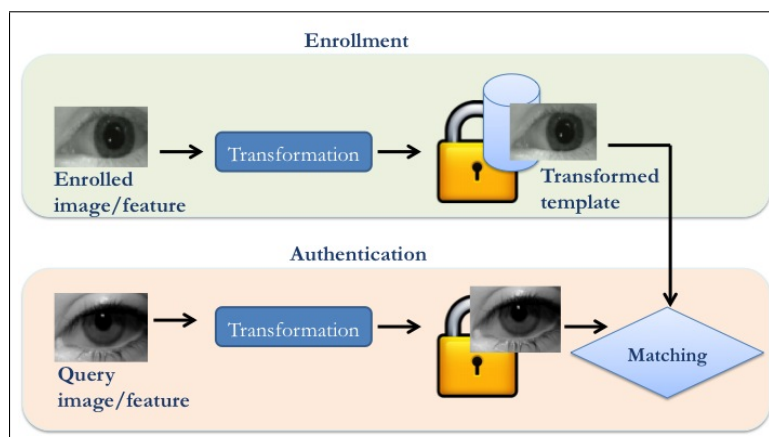 Enrollment
Transformation
Enrolled
image/feature
Transformed
template
Authentication
Transformation
Matching
Query
image/feature